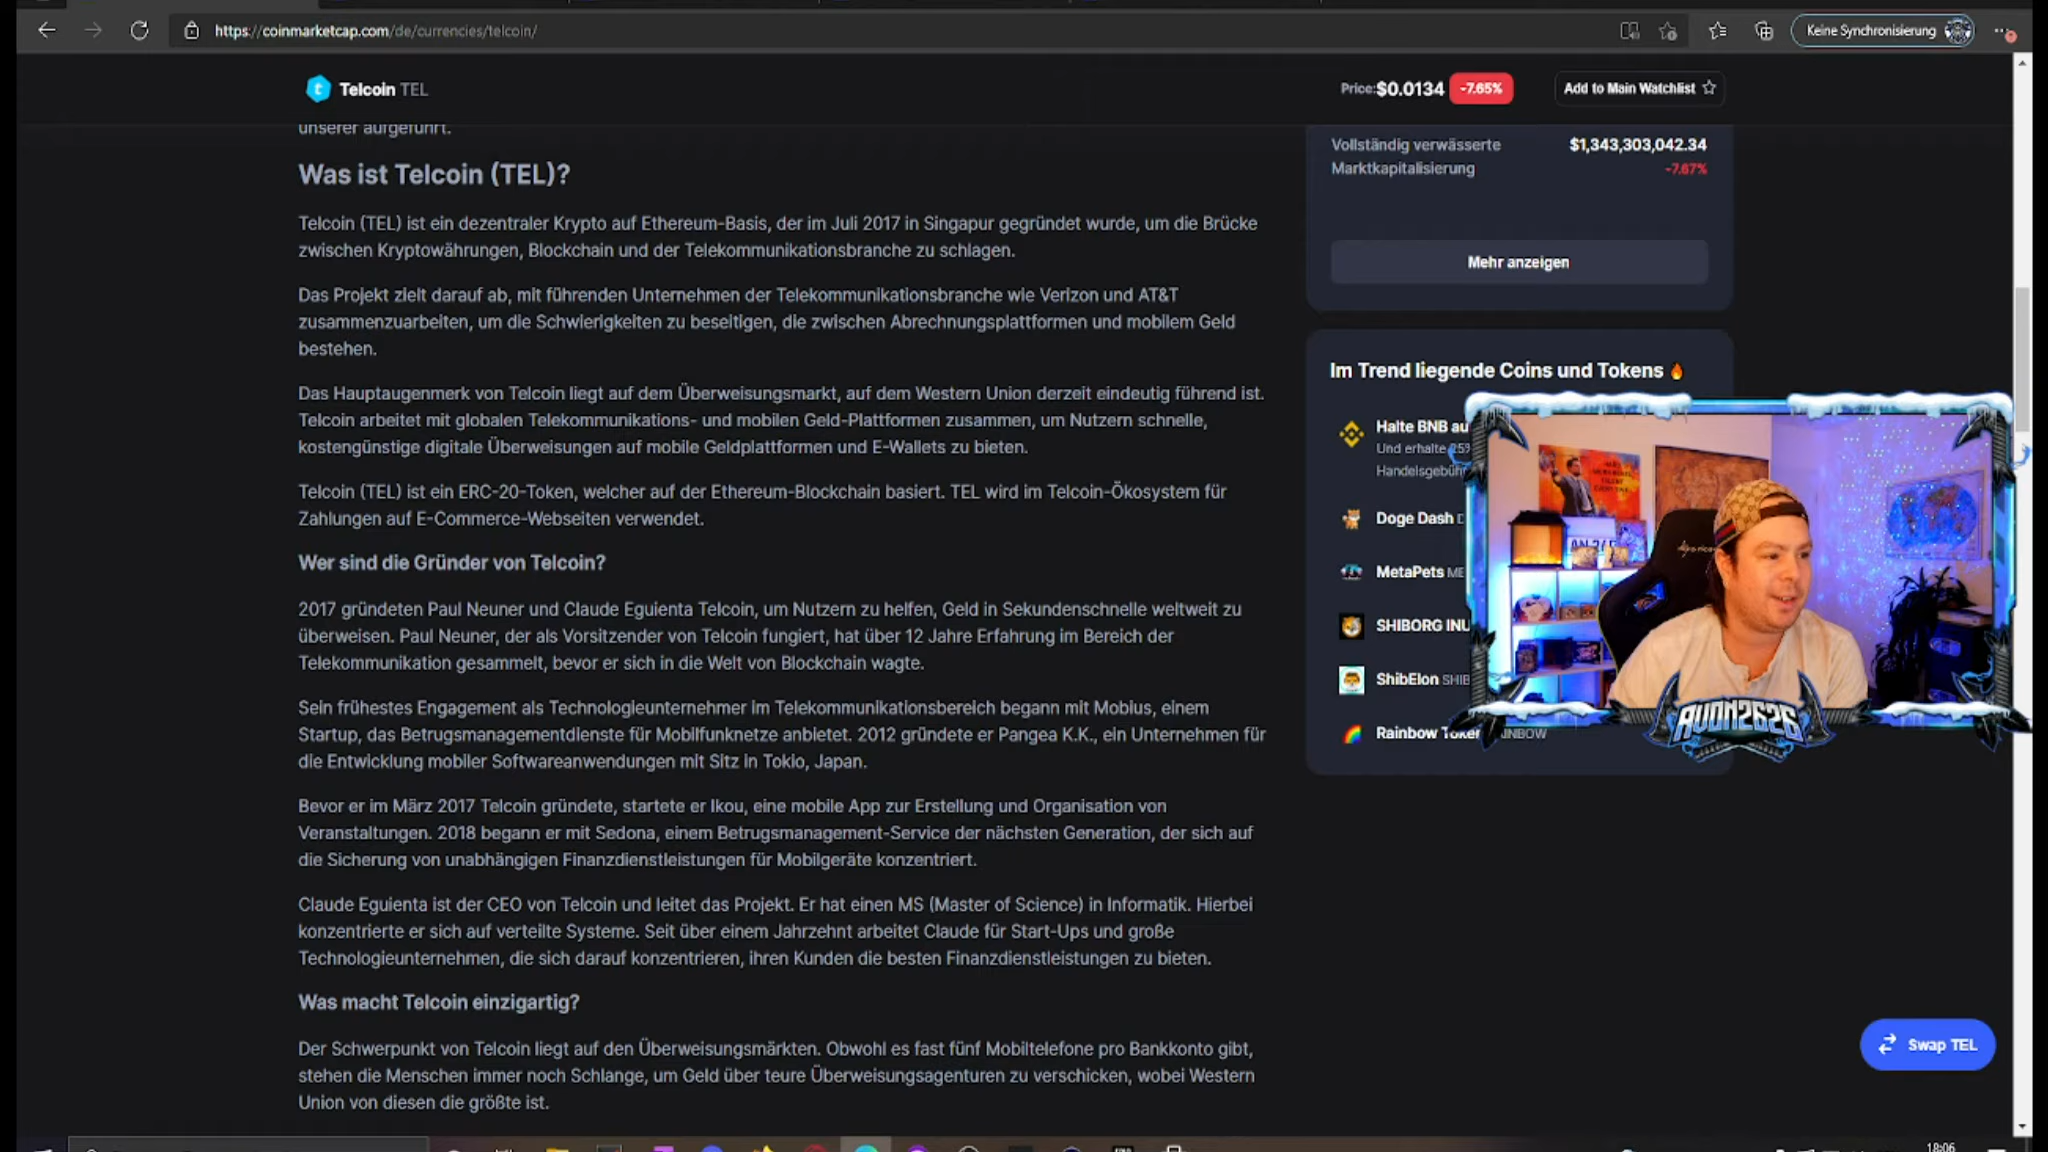 https://coinmarketcap.com/de/currencies/telcoin/
Keine Synchronisierung
Telcoin TEL
Price:$0.0134 -7.65%
Add to Main Watchlist
unserer aufgeführt.
Was ist Telcoin (TEL)?
Telcoin (TEL) ist ein dezentraler Krypto auf Ethereum-Basis, der im Juli 2017 in Singapur gegründet wurde, um die Brücke
zwischen Kryptowährungen, Blockchain und der Telekommunikationsbranche zu schlagen.
Das Projekt zielt darauf ab, mit führenden Unternehmen der Telekommunikationsbranche wie Verizon und AT&T
zusammenzuarbeiten, um die Schwierigkeiten zu beseitigen, die zwischen Abrechnungsplattformen und mobilem Geld
bestehen.
Das Hauptaugenmerk von Telcoin liegt auf dem Überweisungsmarkt, auf dem Western Union derzeit eindeutig führend ist.
Telcoin arbeitet mit globalen Telekommunikations- und mobilen Geld-Plattformen zusammen, um Nutzern schnelle,
kostengünstige digitale Überweisungen auf mobile Geldplattformen und E-Wallets zu bieten.
Telcoin (TEL) ist ein ERC-20-Token, welcher auf der Ethereum-Blockchain basiert. TEL wird im Telcoin-Ökosystem für
Zahlungen auf E-Commerce-Webseiten verwendet.
Wer sind die Gründer von Telcoin?
2017 gründeten Paul Neuner und Claude Eguienta Telcoin, um Nutzern zu helfen, Geld in Sekundenschnelle weltweit zu
überweisen. Paul Neuner, der als Vorsitzender von Telcoin fungiert, hat über 12 Jahre Erfahrung im Bereich der
Telekommunikation gesammelt, bevor er sich in die Welt von Blockchain wagte.
Sein frühestes Engagement als Technologieunternehmer im Telekommunikationsbereich begann mit Mobius, einem
Startup, das Betrugsmanagementdienste für Mobilfunknetze anbietet. 2012 gründete er Pangea K.K., ein Unternehmen für
die Entwicklung mobiler Softwareanwendungen mit Sitz in Tokio, Japan.
Bevor er im März 2017 Telcoin gründete, startete er Ikou, eine mobile App zur Erstellung und Organisation von
Veranstaltungen. 2018 begann er mit Sedona, einem Betrugsmanagement-Service der nächsten Generation, der sich auf
die Sicherung von unabhängigen Finanzdienstleistungen für Mobilgeräte konzentriert.
Claude Eguienta ist der CEO von Telcoin und leitet das Projekt. Er hat einen MS (Master of Science) in Informatik. Hierbei
konzentrierte er sich auf verteilte Systeme. Seit über einem Jahrzehnt arbeitet Claude für Start-Ups und große
Technologieunternehmen, die sich darauf konzentrieren, ihren Kunden die besten Finanzdienstleistungen zu bieten.
Was macht Telcoin einzigartig?
Der Schwerpunkt von Telcoin liegt auf den Überweisungsmärkten. Obwohl es fast fünf Mobiltelefone pro Bankkonto gibt,
stehen die Menschen immer noch Schlange, um Geld über teure Überweisungsagenturen zu verschicken, wobei Western
Union von diesen die größte ist.
Vollständig verwässerte
Marktkapitalisierung
$1,343,303,042.34
-7.67%
Mehr anzeigen
Im Trend liegende Coins und Tokens
Halte BNB au
Und erhalte 25%
Handelsgebüh
Doge Dash D
MetaPets ME
SHIBORG INU
ShibElon SHIB
Rainbow Token RAINBOW
AVON2626
Swap TEL
18:06